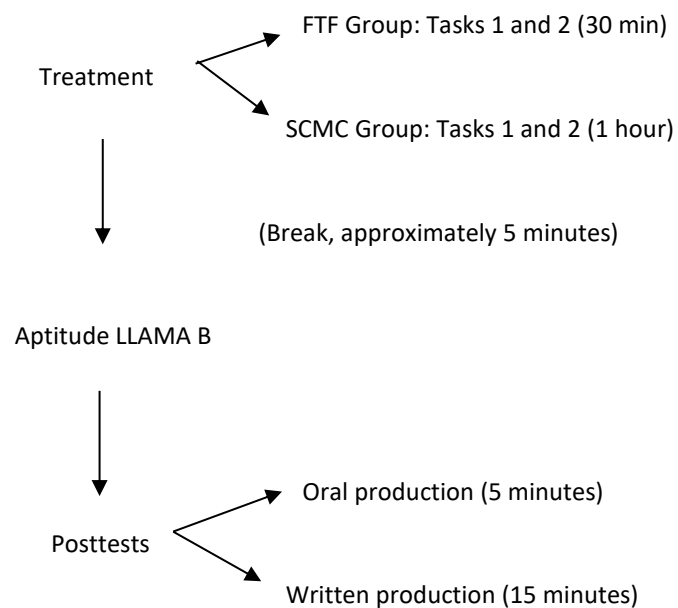 FTF Group: Tasks 1 and 2 (30 min)
Treatment
SCMC Group: Tasks 1 and 2 (1 hour)
(Break, approximately 5 minutes)
Aptitude LLAMA B
Oral production (5 minutes)
Posttests
Written production (15 minutes)